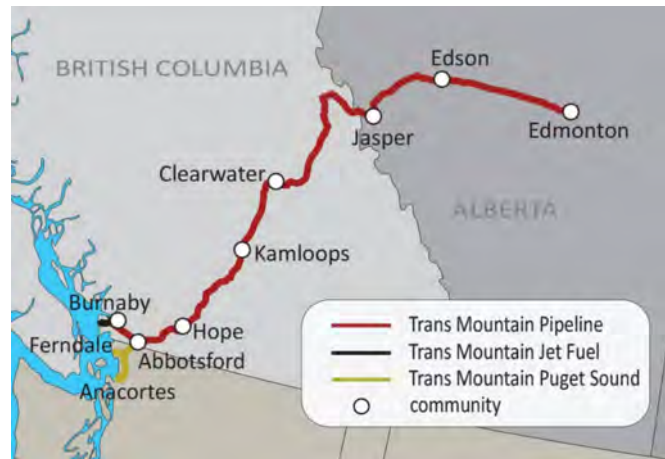 BRITISH COLUMBIA
Edson
Jasper
Edmonton
Clearwater
ALBERTA
Kamloops
Burnaby
Hope
Ferndale
Abbotsford
Anacortes
Trans Mountain Pipeline
Trans Mountain Jet Fuel
Trans Mountain Puget Sound
community